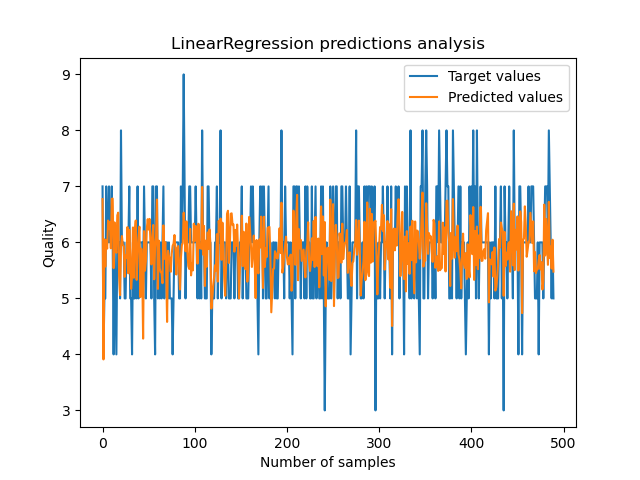 LinearRegression predictions analysis
Target values
Predicted values
Quality
9
8
7
6
5
4
3
0
100
200
300
400
500
Number of samples